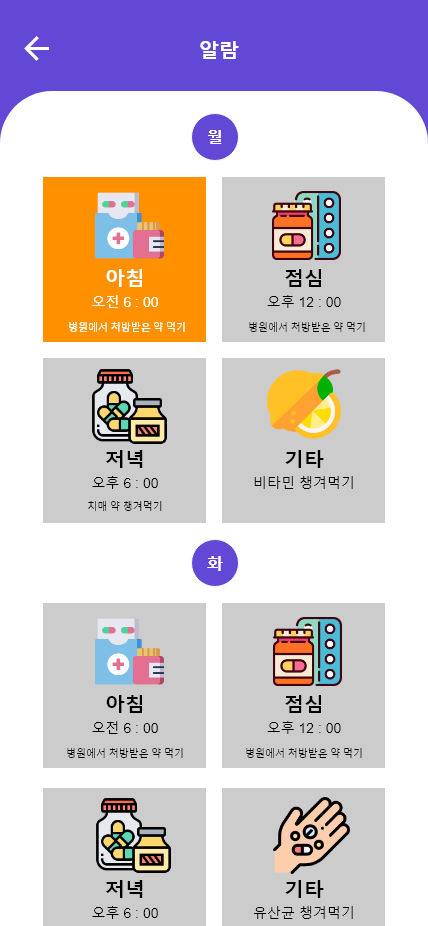 알람
월
아침
오전 6 : 00
병원에서 처방받은 약 먹기
점심
오후 12 : 00
병원에서 처방받은 약 먹기
저녁
오후 6 : 00
치매 약 챙겨먹기
기타
비타민 챙겨먹기
화
아침
오전 6 : 00
병원에서 처방받은 약 먹기
점심
오후 12 : 00
병원에서 처방받은 약 먹기
저녁
오후 6 : 00
기타
유산균 챙겨먹기